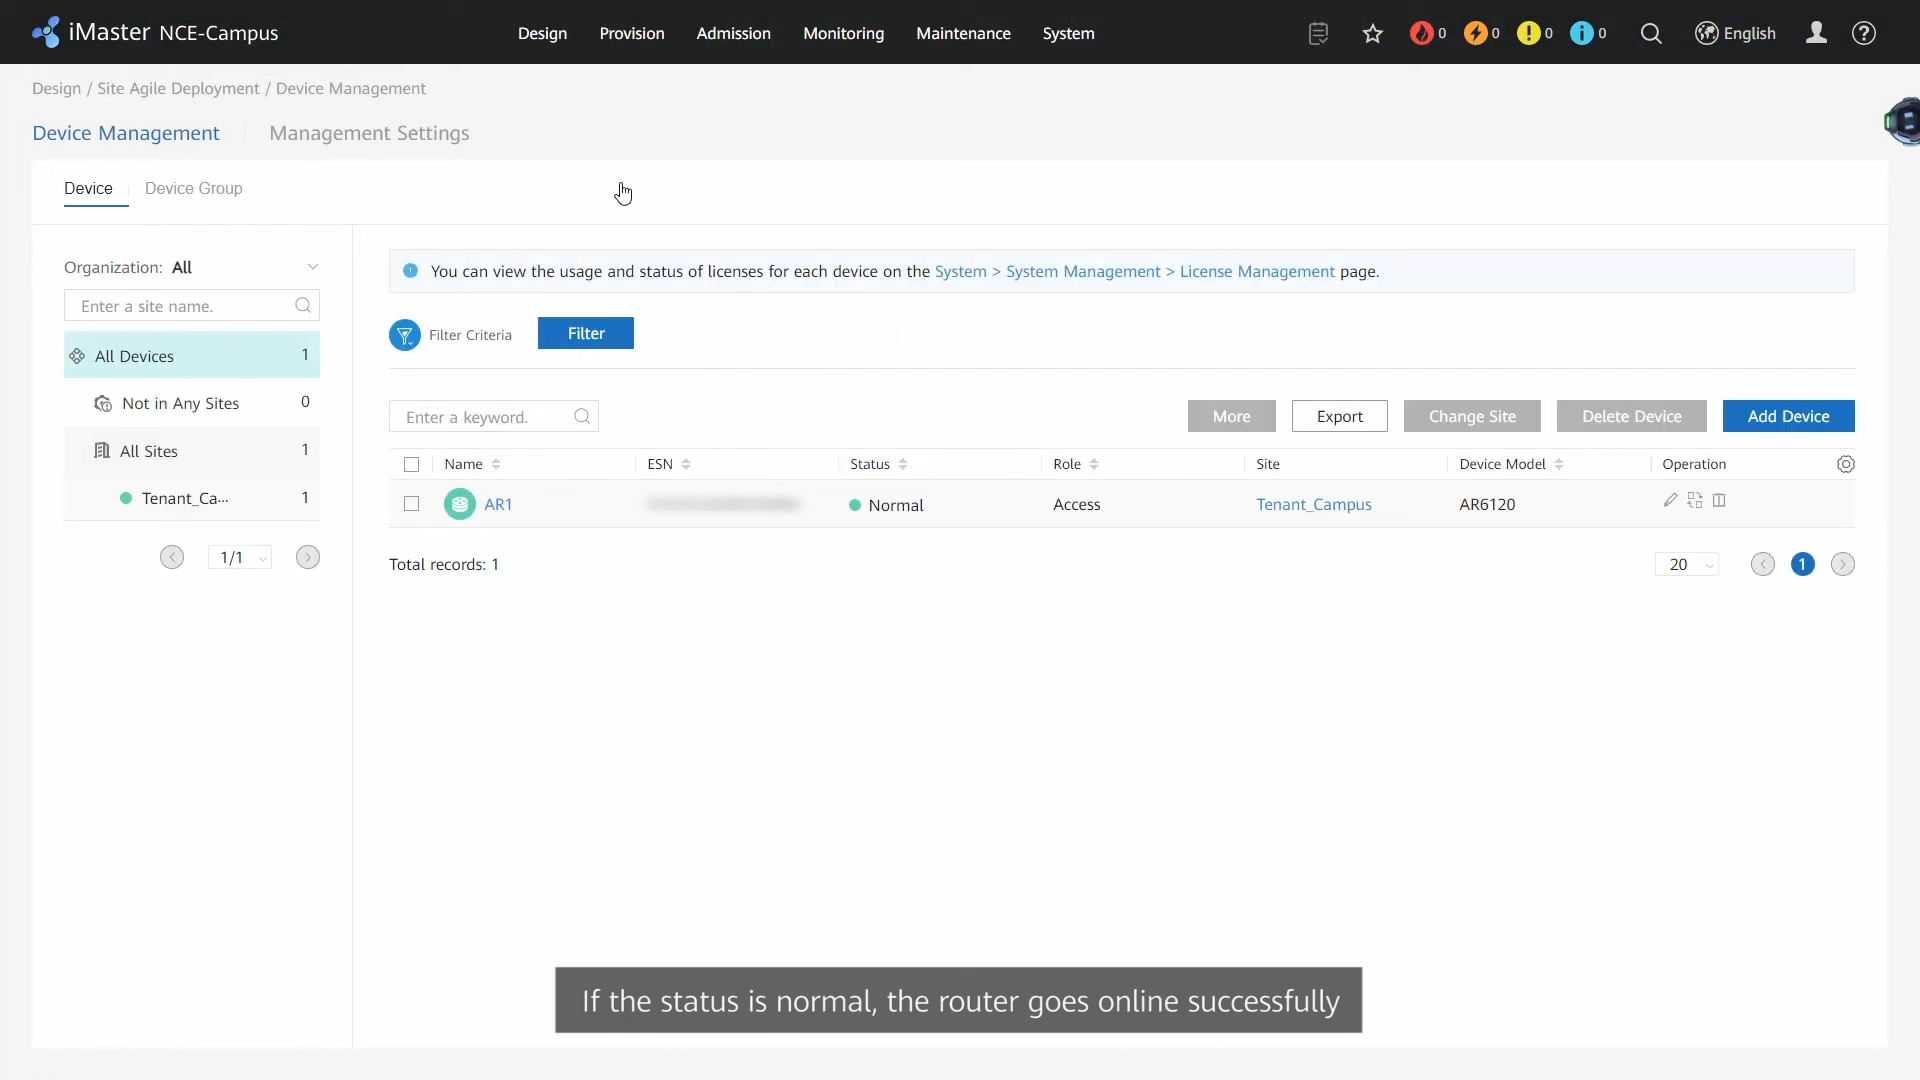 iMaster NCE-Campus
Design Provision Admission Monitoring Maintenance System
0 0 0 0 English
Design / Site Agile Deployment / Device Management
Device Management Management Settings
Device Device Group
Organization: All
Enter a site name.
All Devices 1
Not in Any Sites 0
All Sites 1
Tenant_Ca... 1
1/1
You can view the usage and status of licenses for each device on the System > System Management > License Management page.
Filter Criteria Filter
Enter a keyword. More Export Change Site Delete Device Add Device
Name ESN Status Role Site Device Model Operation
AR1 Normal Access Tenant_Campus AR6120
Total records: 1 20 1
If the status is normal, the router goes online successfully